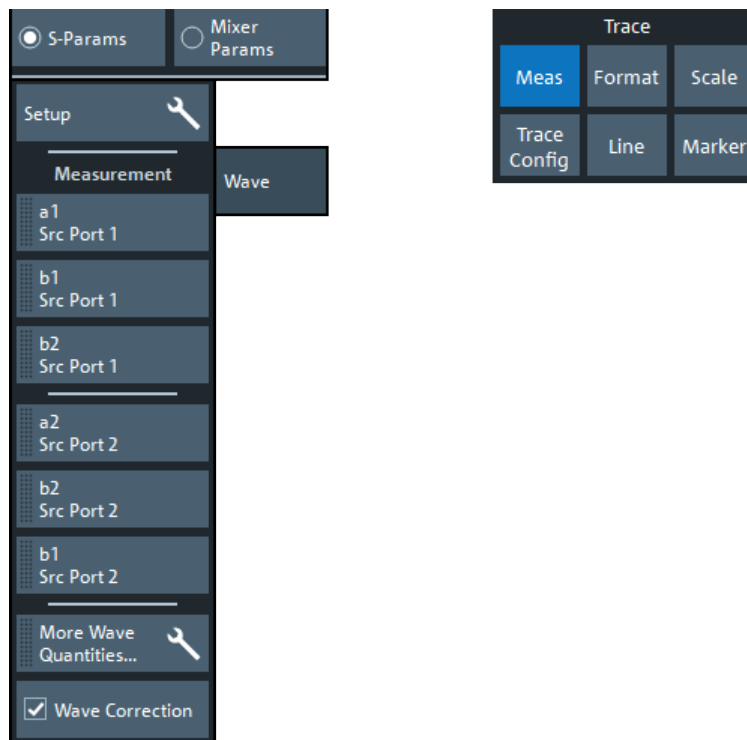 S-Params
Mixer
Params
Setup
Measurement
Wave
a1
Src Port 1
b1
Src Port 1
b2
Src Port 1
a2
Src Port 2
b2
Src Port 2
b1
Src Port 2
More Wave
Quantities...
Wave Correction
Trace
Meas
Format
Scale
Trace
Config
Line
Marker